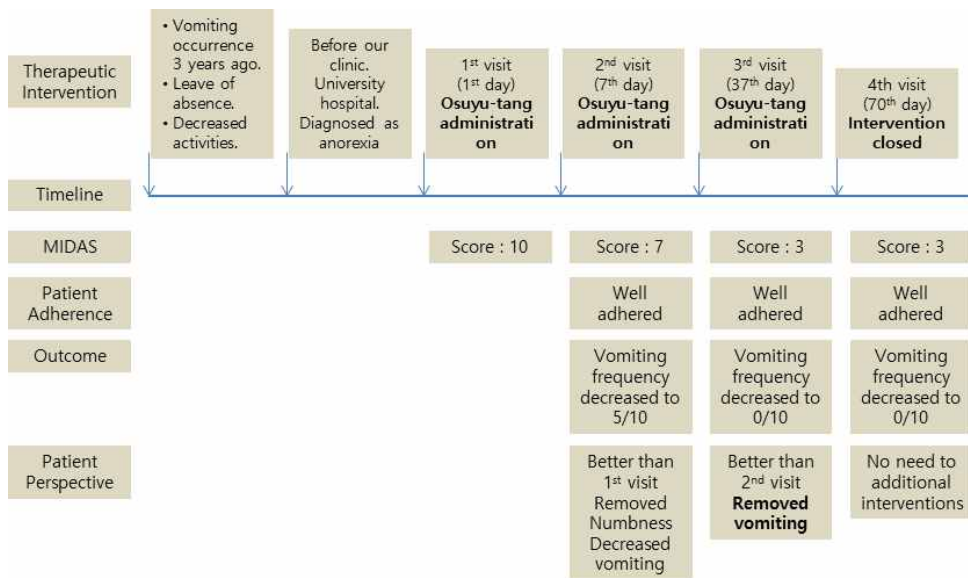 Therapeutic
Intervention
• Vomiting
occurrence
3 years ago.
• Leave of
absence.
• Decreased
activities.
Before our
clinic.
University
hospital.
Diagnosed as
anorexia
1st visit
(1st day)
Osuyu-tang
administrati
on
2nd visit
(7th day)
Osuyu-tang
administrati
on
3rd visit
(37th day)
Osuyu-tang
administrati
on
4th visit
(70th day)
Intervention
closed
Timeline
MIDAS
Score : 10
Score : 7
Score : 3
Score : 3
Patient
Adherence
Well
adhered
Well
adhered
Well
adhered
Outcome
Vomiting
frequency
decreased to
5/10
Vomiting
frequency
decreased to
0/10
Vomiting
frequency
decreased to
0/10
Patient
Perspective
Better than
1st visit
Removed
Numbness
Decreased
vomiting
Better than
2nd visit
Removed
vomiting
No need to
additional
interventions